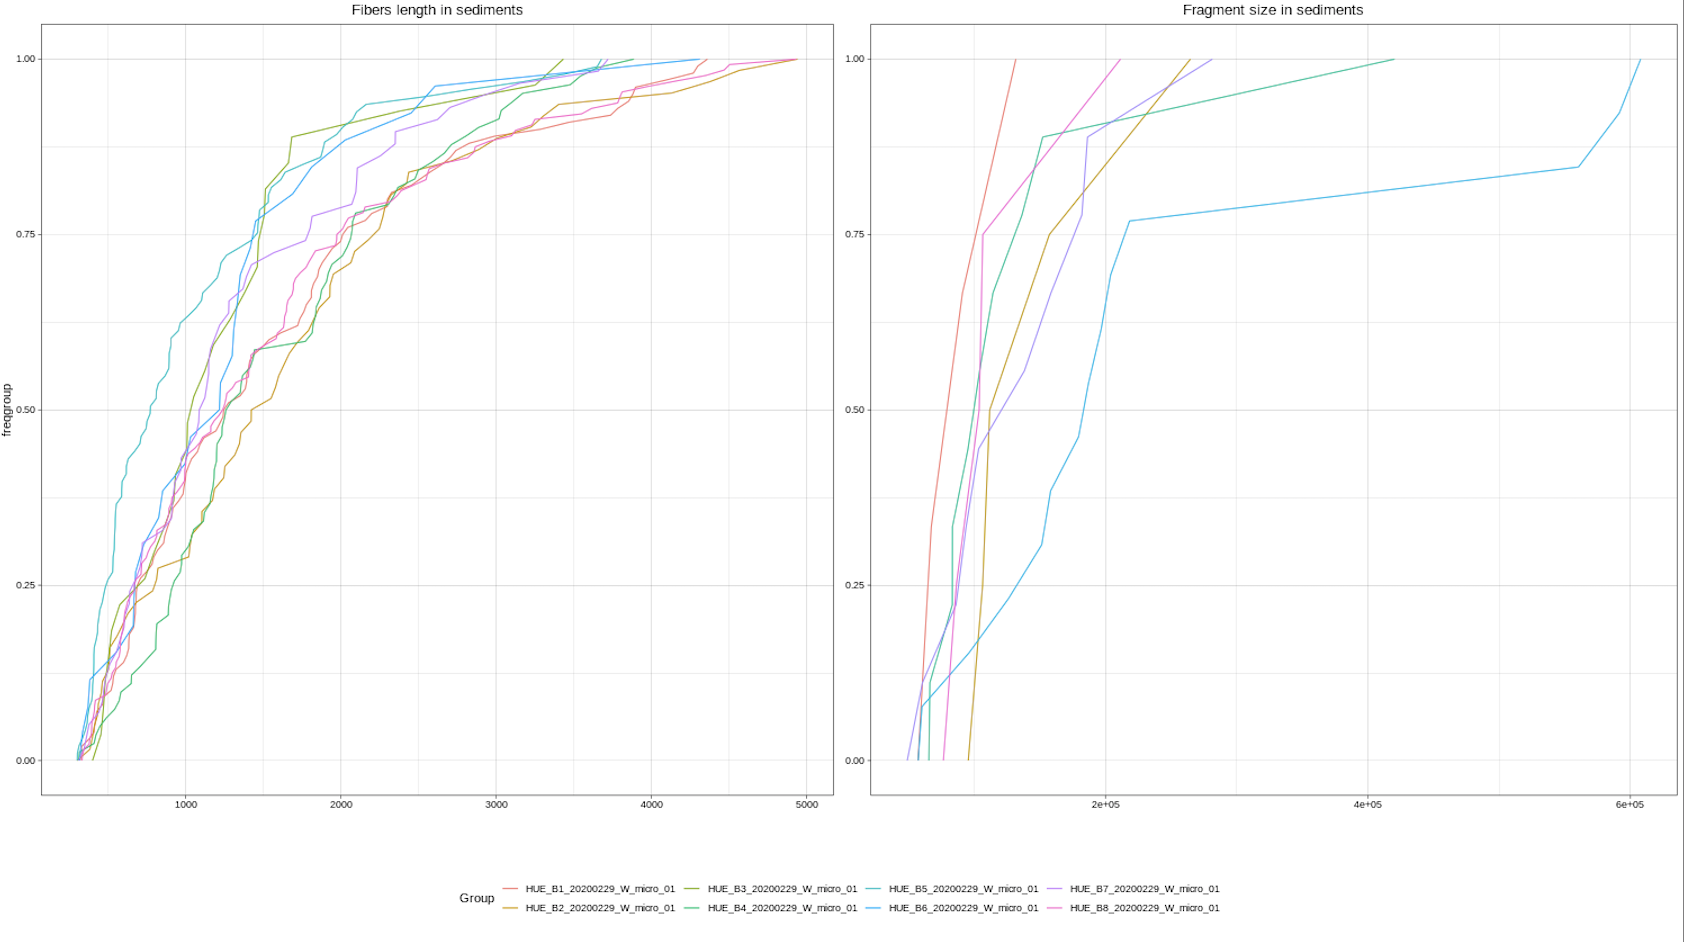 Fibers length in sediments
Fragment size in sediments
freqgroup
1.00
0.75
0.50
0.25
0.00
1000 2000 3000 4000 5000
1.00
0.75
0.50
0.25
0.00
2e+05 4e+05 6e+05
Group
HUE_B1_20200229_W_micro_01 HUE_B3_20200229_W_micro_01 HUE_B5_20200229_W_micro_01 HUE_B7_20200229_W_micro_01
HUE_B2_20200229_W_micro_01 HUE_B4_20200229_W_micro_01 HUE_B6_20200229_W_micro_01 HUE_B8_20200229_W_micro_01